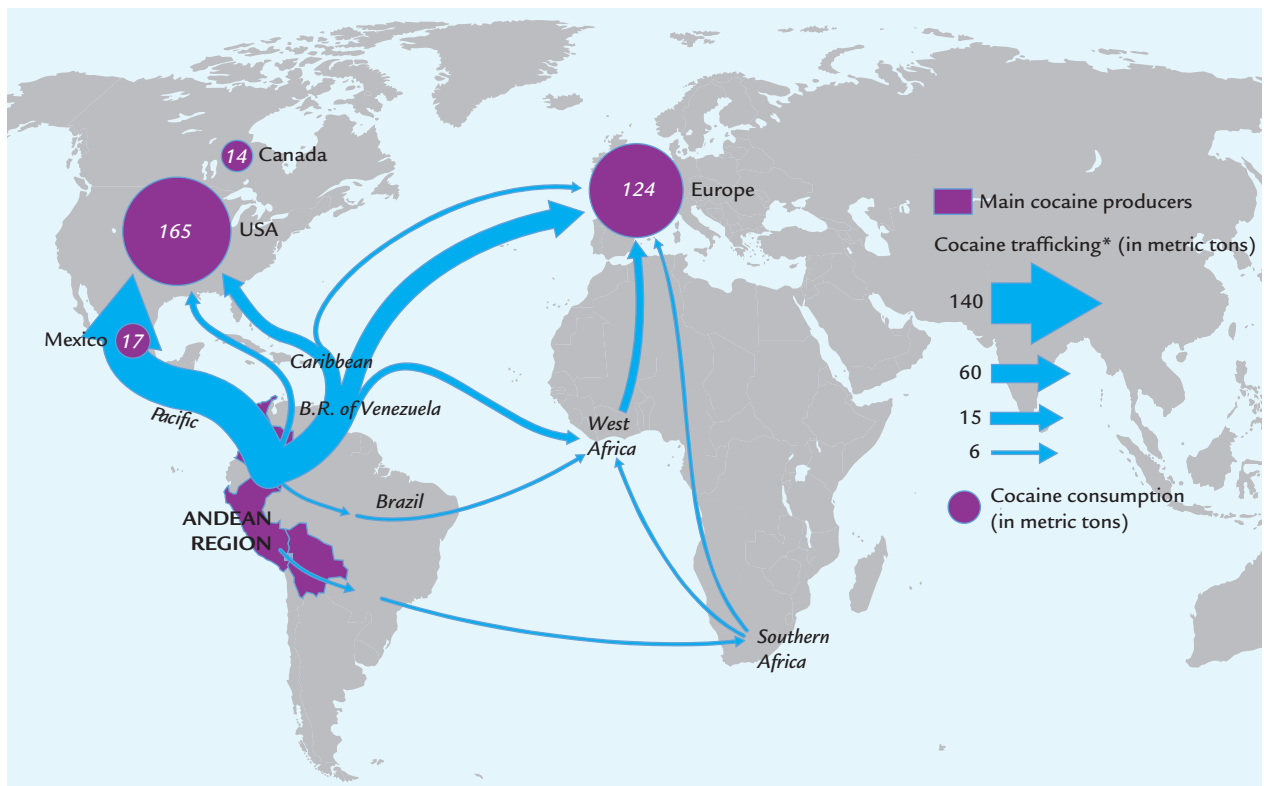 14 Canada
165 USA
124 Europe
Mexico 17
Caribbean
Pacific
B.R. of Venezuela
West
Africa
Brazil
ANDEAN
REGION
Southern
Africa
Main cocaine producers
Cocaine trafficking* (in metric tons)
140
60
15
6
Cocaine consumption
(in metric tons)